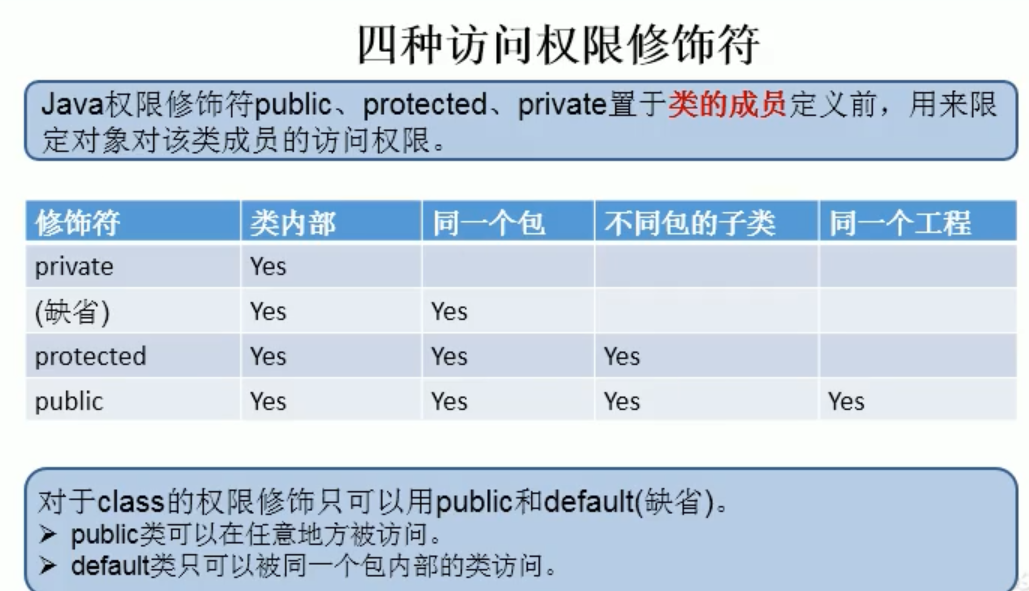 四种访问权限修饰符
Java权限修饰符public、protected、private置于类的成员定义前，用来限
定对象对该类成员的访问权限。
修饰符 类内部 同一个包 不同包的子类 同一个工程
private Yes
(缺省) Yes Yes
protected Yes Yes Yes
public Yes Yes Yes Yes
对于class的权限修饰只可以用public和default(缺省)。
➢ public类可以在任意地方被访问。
➢ default类只可以被同一个包内部的类访问。